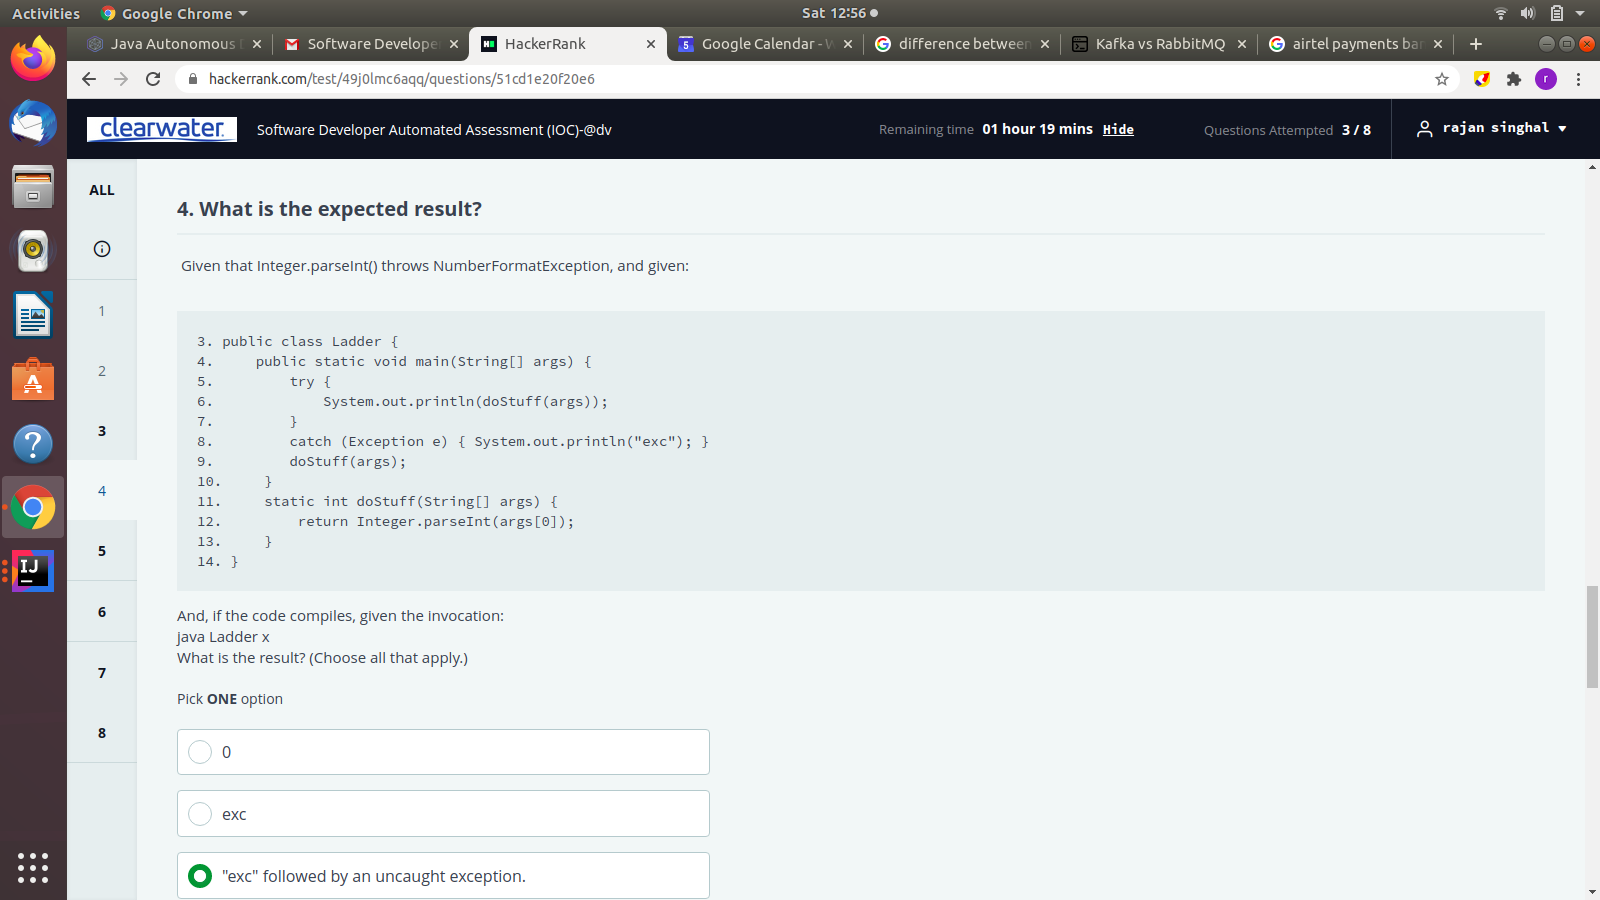 Activities
Google Chrome
Sat 12:56
Java Autonomous
Software Develope
HackerRank
Google Calendar -
difference between
Kafka vs RabbitMQ
airtel payments bar
hackerrank.com/test/49j0lmc6aqq/questions/51cd1e20f20e6
r
clearwater
Software Developer Automated Assessment (IOC)-@dv
Remaining time 01 hour 19 mins Hide
Questions Attempted 3 / 8
rajan singhal
ALL
1
2
3
4
5
6
7
8
4. What is the expected result?
Given that Integer.parseInt() throws NumberFormatException, and given:
3. public class Ladder {
4.     public static void main(String[] args) {
5.         try {
6.             System.out.println(doStuff(args));
7.         }
8.         catch (Exception e) { System.out.println("exc"); }
9.         doStuff(args);
10.     }
11.     static int doStuff(String[] args) {
12.         return Integer.parseInt(args[0]);
13.     }
14. }
And, if the code compiles, given the invocation:
java Ladder x
What is the result? (Choose all that apply.)
Pick ONE option
0
exc
"exc" followed by an uncaught exception.